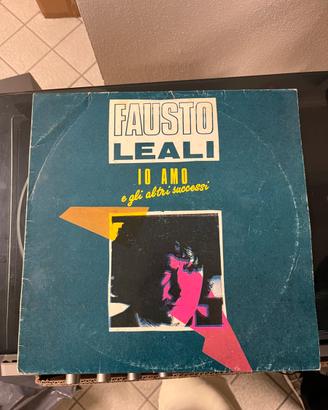 FAUSTO
LEALI
IO AMO
e gli altri successi